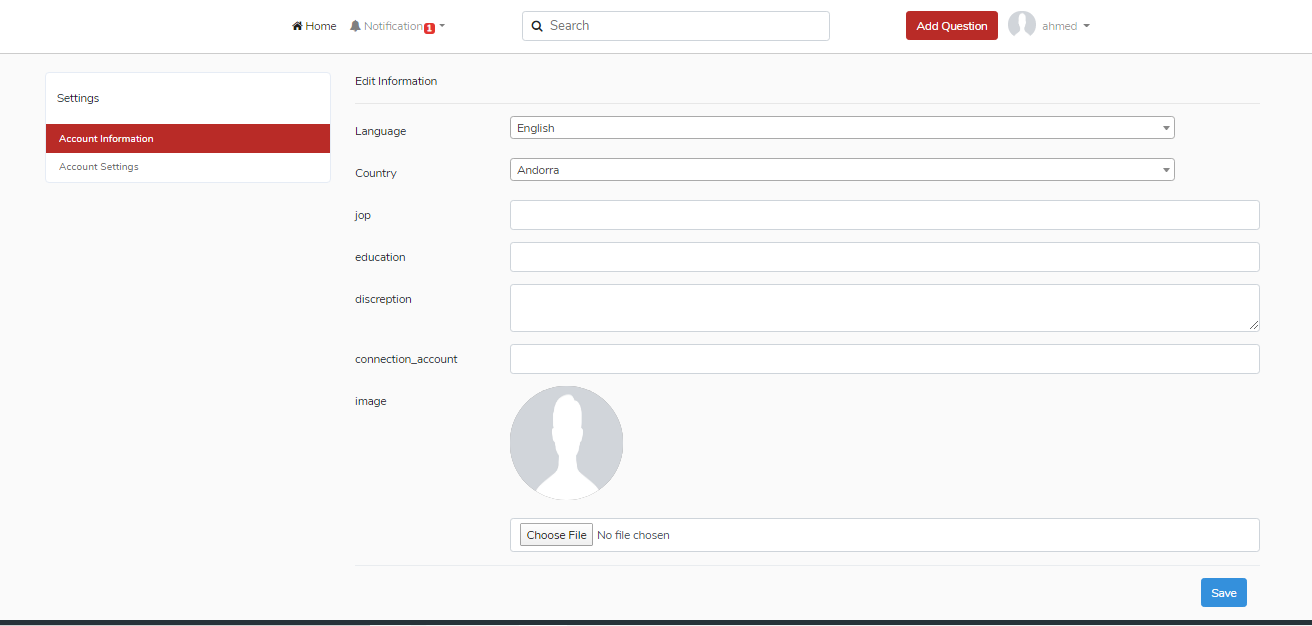 Home Notification 1 Search Add Question ahmed
Settings
Account Information
Account Settings
Edit Information
Language English
Country Andorra
jop
education
discreption
connection_account
image
Choose File No file chosen
Save